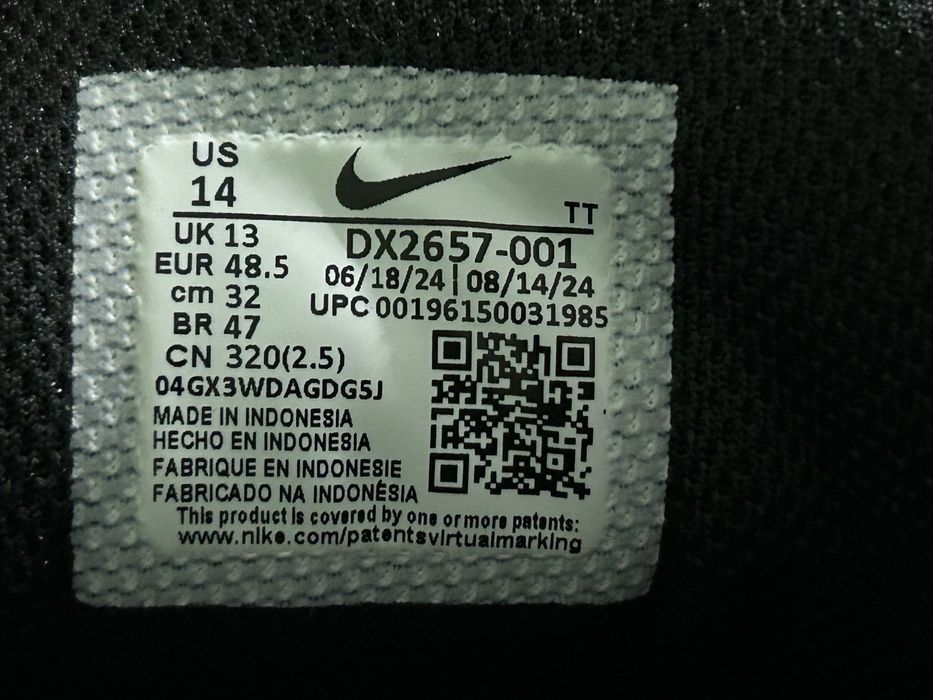 US
14
TT
UK 13
EUR 48.5
cm 32
BR 47
CN 320(2.5)
DX2657-001
06/18/24 | 08/14/24
UPC 00196150031985
04GX3WDAGDG5J
MADE IN INDONESIA
HECHO EN INDONESIA
FABRIQUE EN INDONESIE
FABRICADO NA INDONÉSIA
This product is covered by one or more patents:
www.nike.com/patentsvirtualmarking